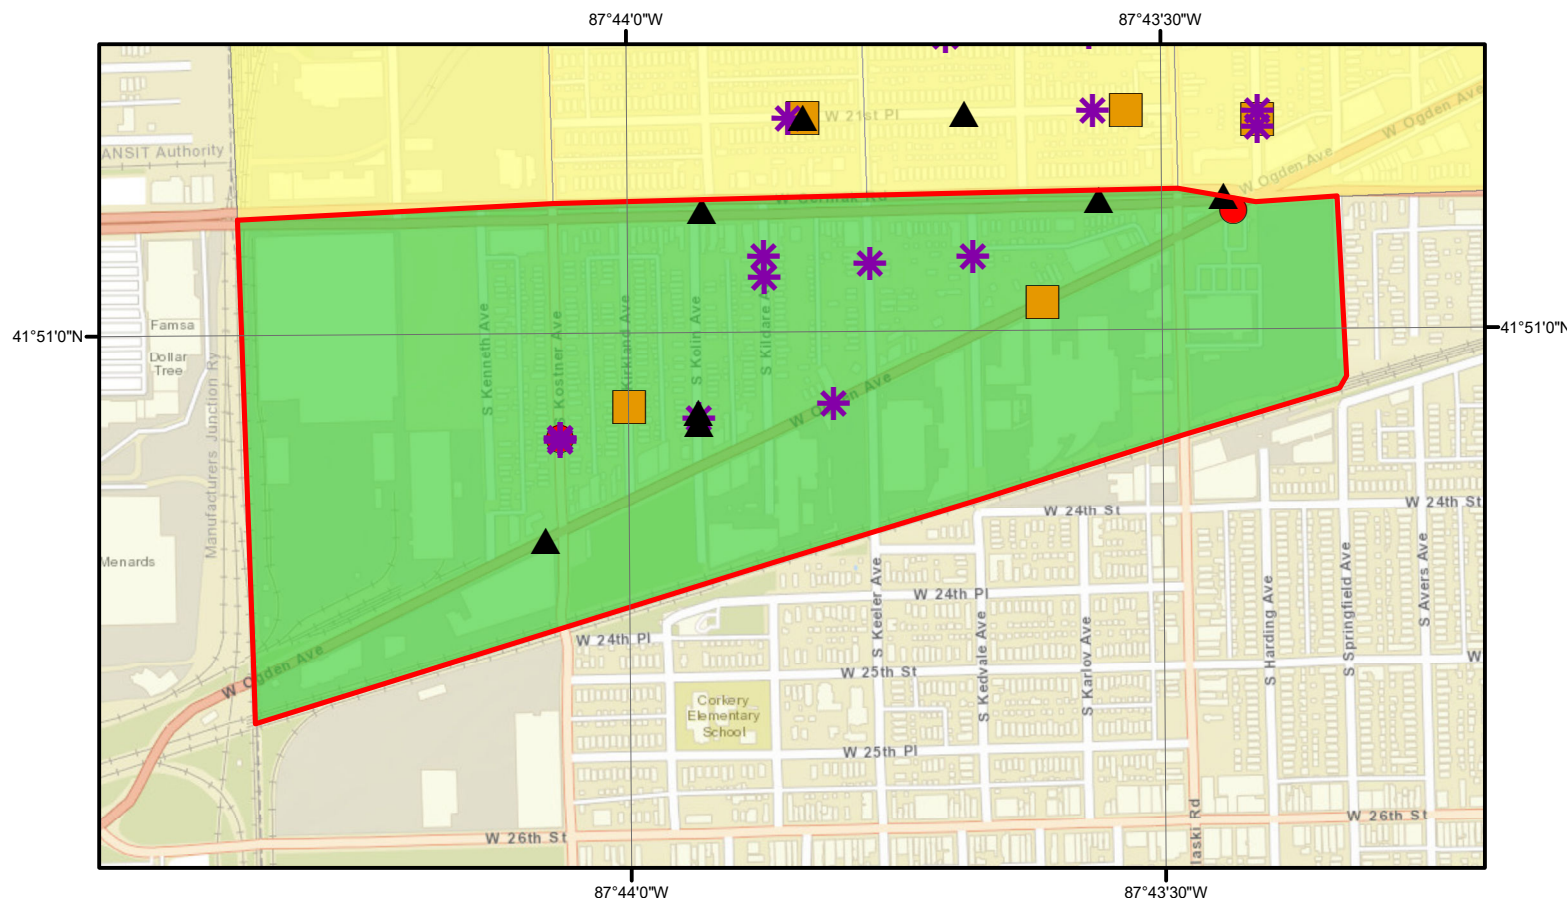 87°44'0"W
87°43'30"W
W 21st Pl
W Ogden Ave
ANSIT Authority
W Ogden Ave
W Cermak Rd
41°51'0"N
41°51'0"N
Famsa
Dollar
Tree
Manufacturers Junction Ry
S Kenneth Ave
S Kostner Ave
Kirkland Ave
S Kolin Ave
S Kildare A
W Ogden Ave
Menards
W 24th St
W 24th St
W 24th Pl
W 24th Pl
S Keeler Ave
S Kedvale Ave
S Karlov Ave
S Harding Ave
S Springfield Ave
S Avers Ave
W Ogden Ave
W 25th St
W
Corkery
Elementary
School
W 25th Pl
laski Rd
W 26th St
W 26th St
87°44'0"W
87°43'30"W